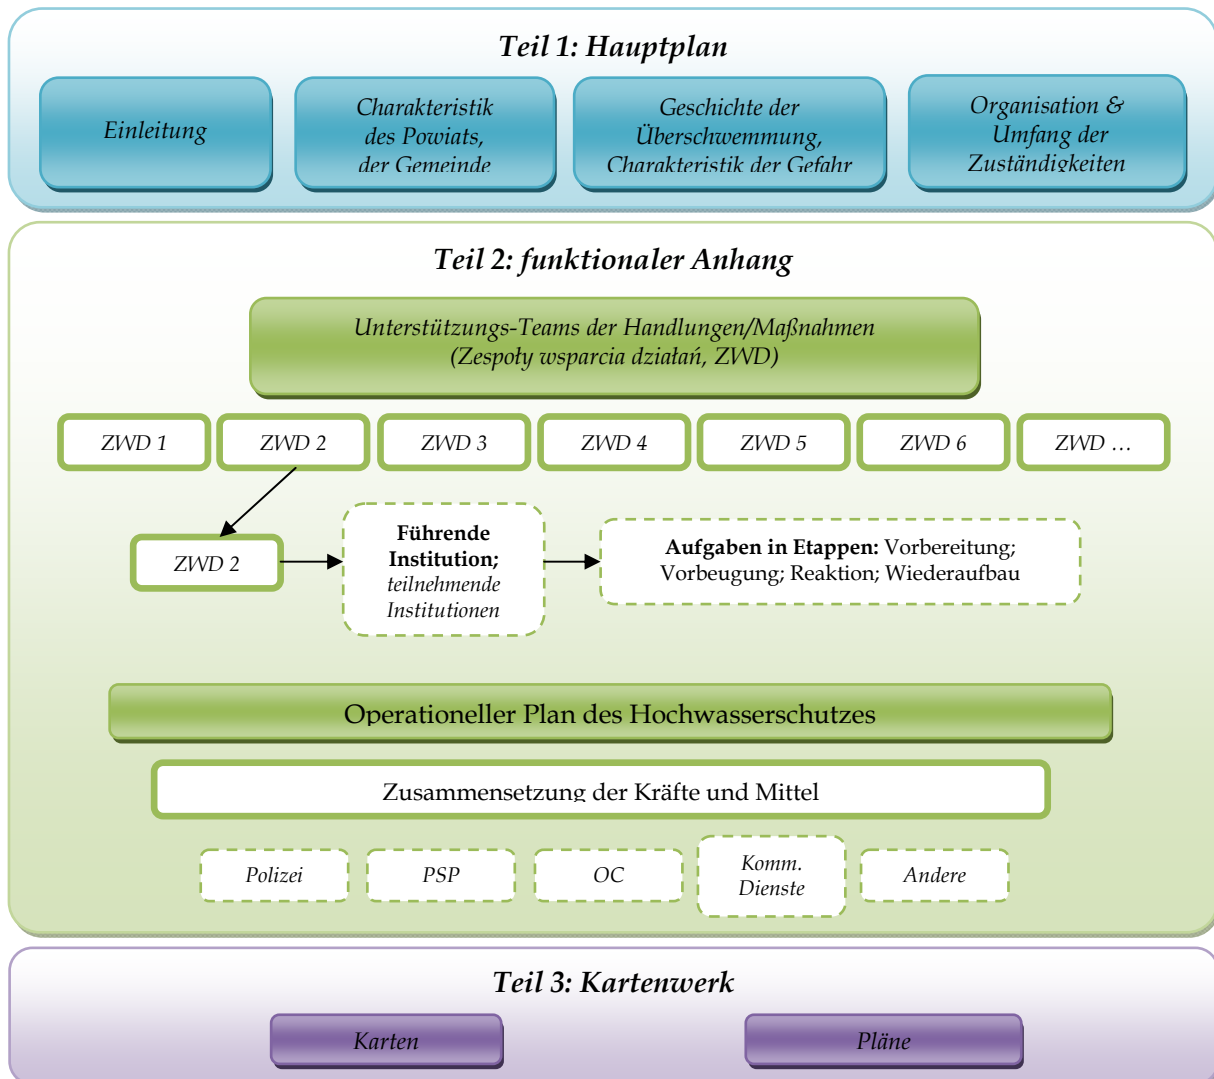 Teil 1: Hauptplan
Einleitung
Charakteristik
des Powiats,
der Gemeinde
Geschichte der
Überschwemmung,
Charakteristik der Gefahr
Organisation &
Umfang der
Zuständigkeiten
Teil 2: funktionaler Anhang
Unterstützungs-Teams der Handlungen/Maßnahmen
(Zespoły wsparcia działań, ZWD)
ZWD 1
ZWD 2
ZWD 3
ZWD 4
ZWD 5
ZWD 6
ZWD …
ZWD 2
Führende
Institution;
teilnehmende
Institutionen
Aufgaben in Etappen: Vorbereitung;
Vorbeugung; Reaktion; Wiederaufbau
Operationeller Plan des Hochwasserschutzes
Zusammensetzung der Kräfte und Mittel
Polizei
PSP
OC
Komm.
Dienste
Andere
Teil 3: Kartenwerk
Karten
Pläne